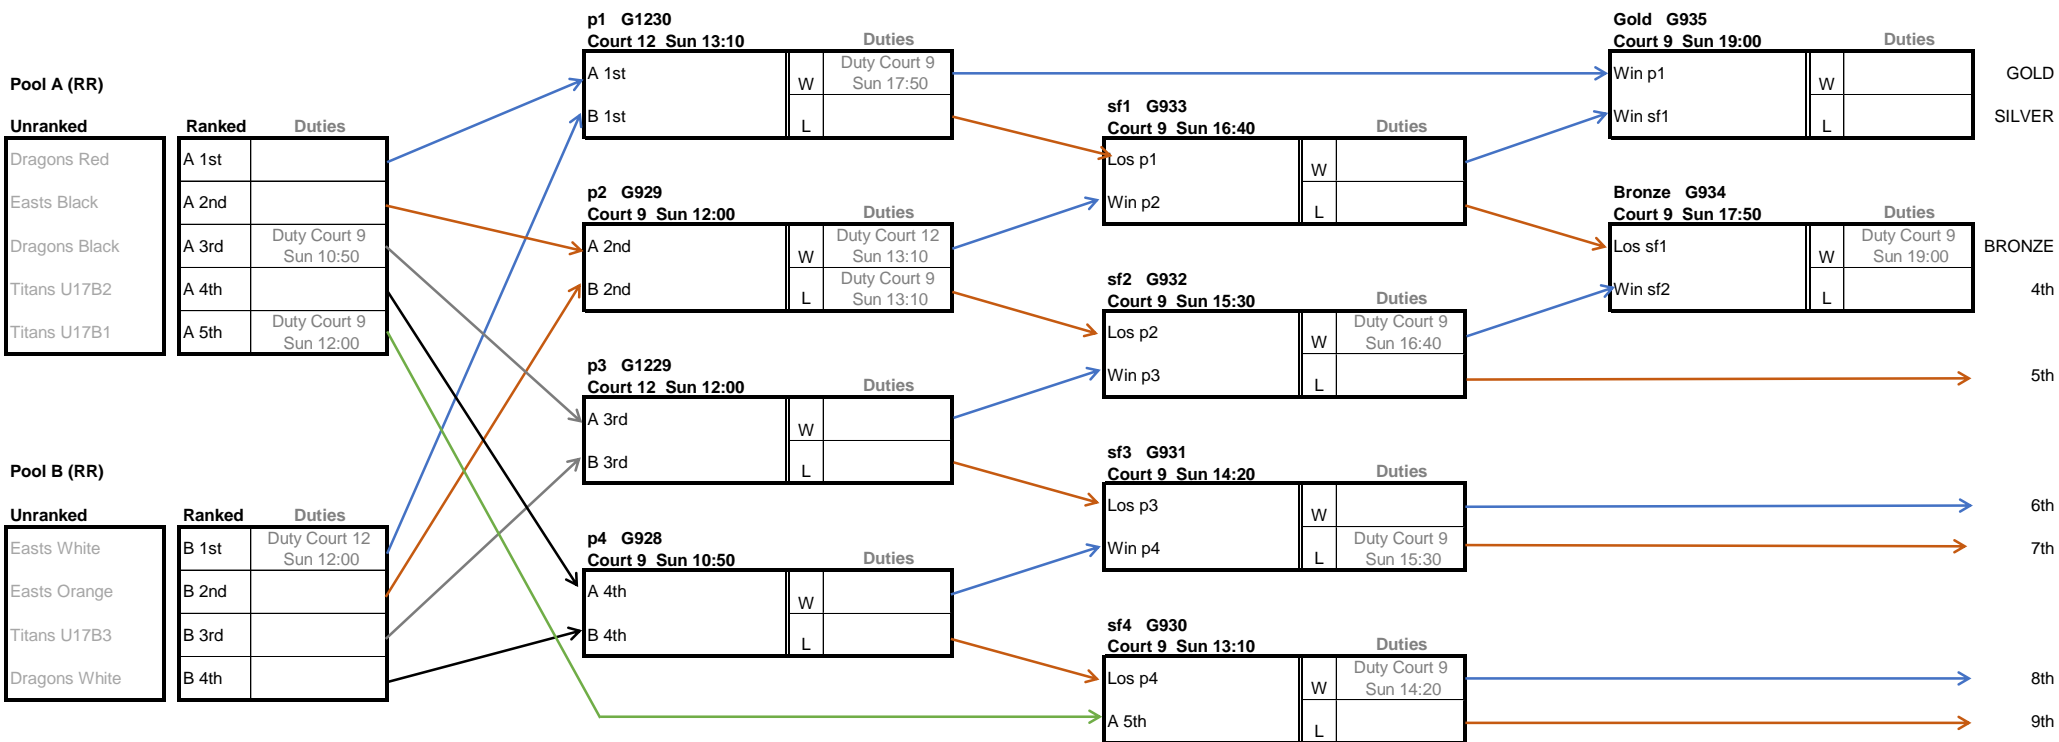 Pool A (RR)
Unranked
Dragons Red
Easts Black
Dragons Black
Titans U17B2
Titans U17B1
Ranked Duties
A 1st
A 2nd
A 3rd Duty Court 9
Sun 10:50
A 4th
A 5th Duty Court 9
Sun 12:00
Pool B (RR)
Unranked
Easts White
Easts Orange
Titans U17B3
Dragons White
Ranked Duties
B 1st Duty Court 12
Sun 12:00
B 2nd
B 3rd
B 4th
p1 G1230
Court 12 Sun 13:10 Duties
A 1st
W Duty Court 9
Sun 17:50
B 1st
L
p2 G929
Court 9 Sun 12:00 Duties
A 2nd
W Duty Court 12
Sun 13:10
B 2nd
L Duty Court 9
Sun 13:10
p3 G1229
Court 12 Sun 12:00 Duties
A 3rd
W
B 3rd
L
p4 G928
Court 9 Sun 10:50 Duties
A 4th
W
B 4th
L
sf1 G933
Court 9 Sun 16:40 Duties
Los p1
W
Win p2
L
sf2 G932
Court 9 Sun 15:30 Duties
Los p2
W Duty Court 9
Sun 16:40
Win p3
L
sf3 G931
Court 9 Sun 14:20 Duties
Los p3
W
Win p4
L Duty Court 9
Sun 15:30
sf4 G930
Court 9 Sun 13:10 Duties
Los p4
W Duty Court 9
Sun 14:20
A 5th
L
Gold G935
Court 9 Sun 19:00 Duties
Win p1
W
Win sf1
L
Bronze G934
Court 9 Sun 17:50 Duties
Los sf1
W Duty Court 9
Sun 19:00
Win sf2
L
GOLD
SILVER
BRONZE
4th
5th
6th
7th
8th
9th